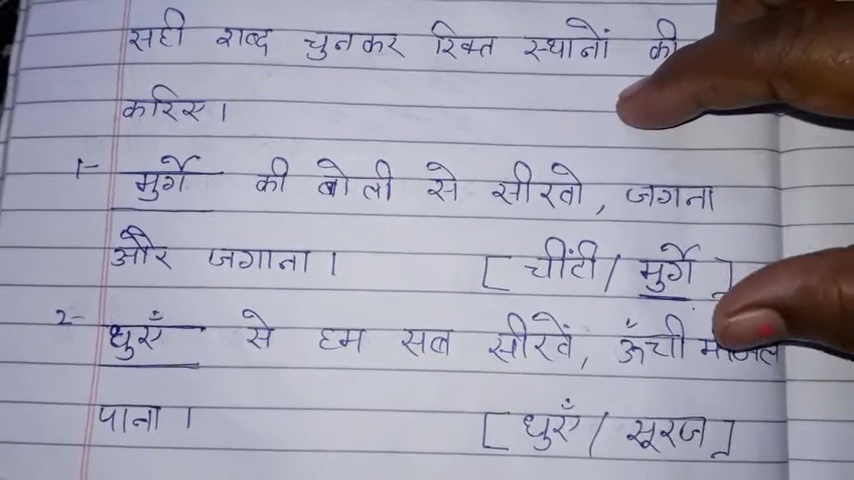 सही शब्द चुनकर रिक्त स्थानों की
करिए।
1- मुर्गे की बोली से सीखो, जगना
और जगाना। [ चींटी / मुर्गे ]
2- धुएँ से हम सब सीखें, ऊँची मंजिल
पाना। [ धुएँ / सूरज ]